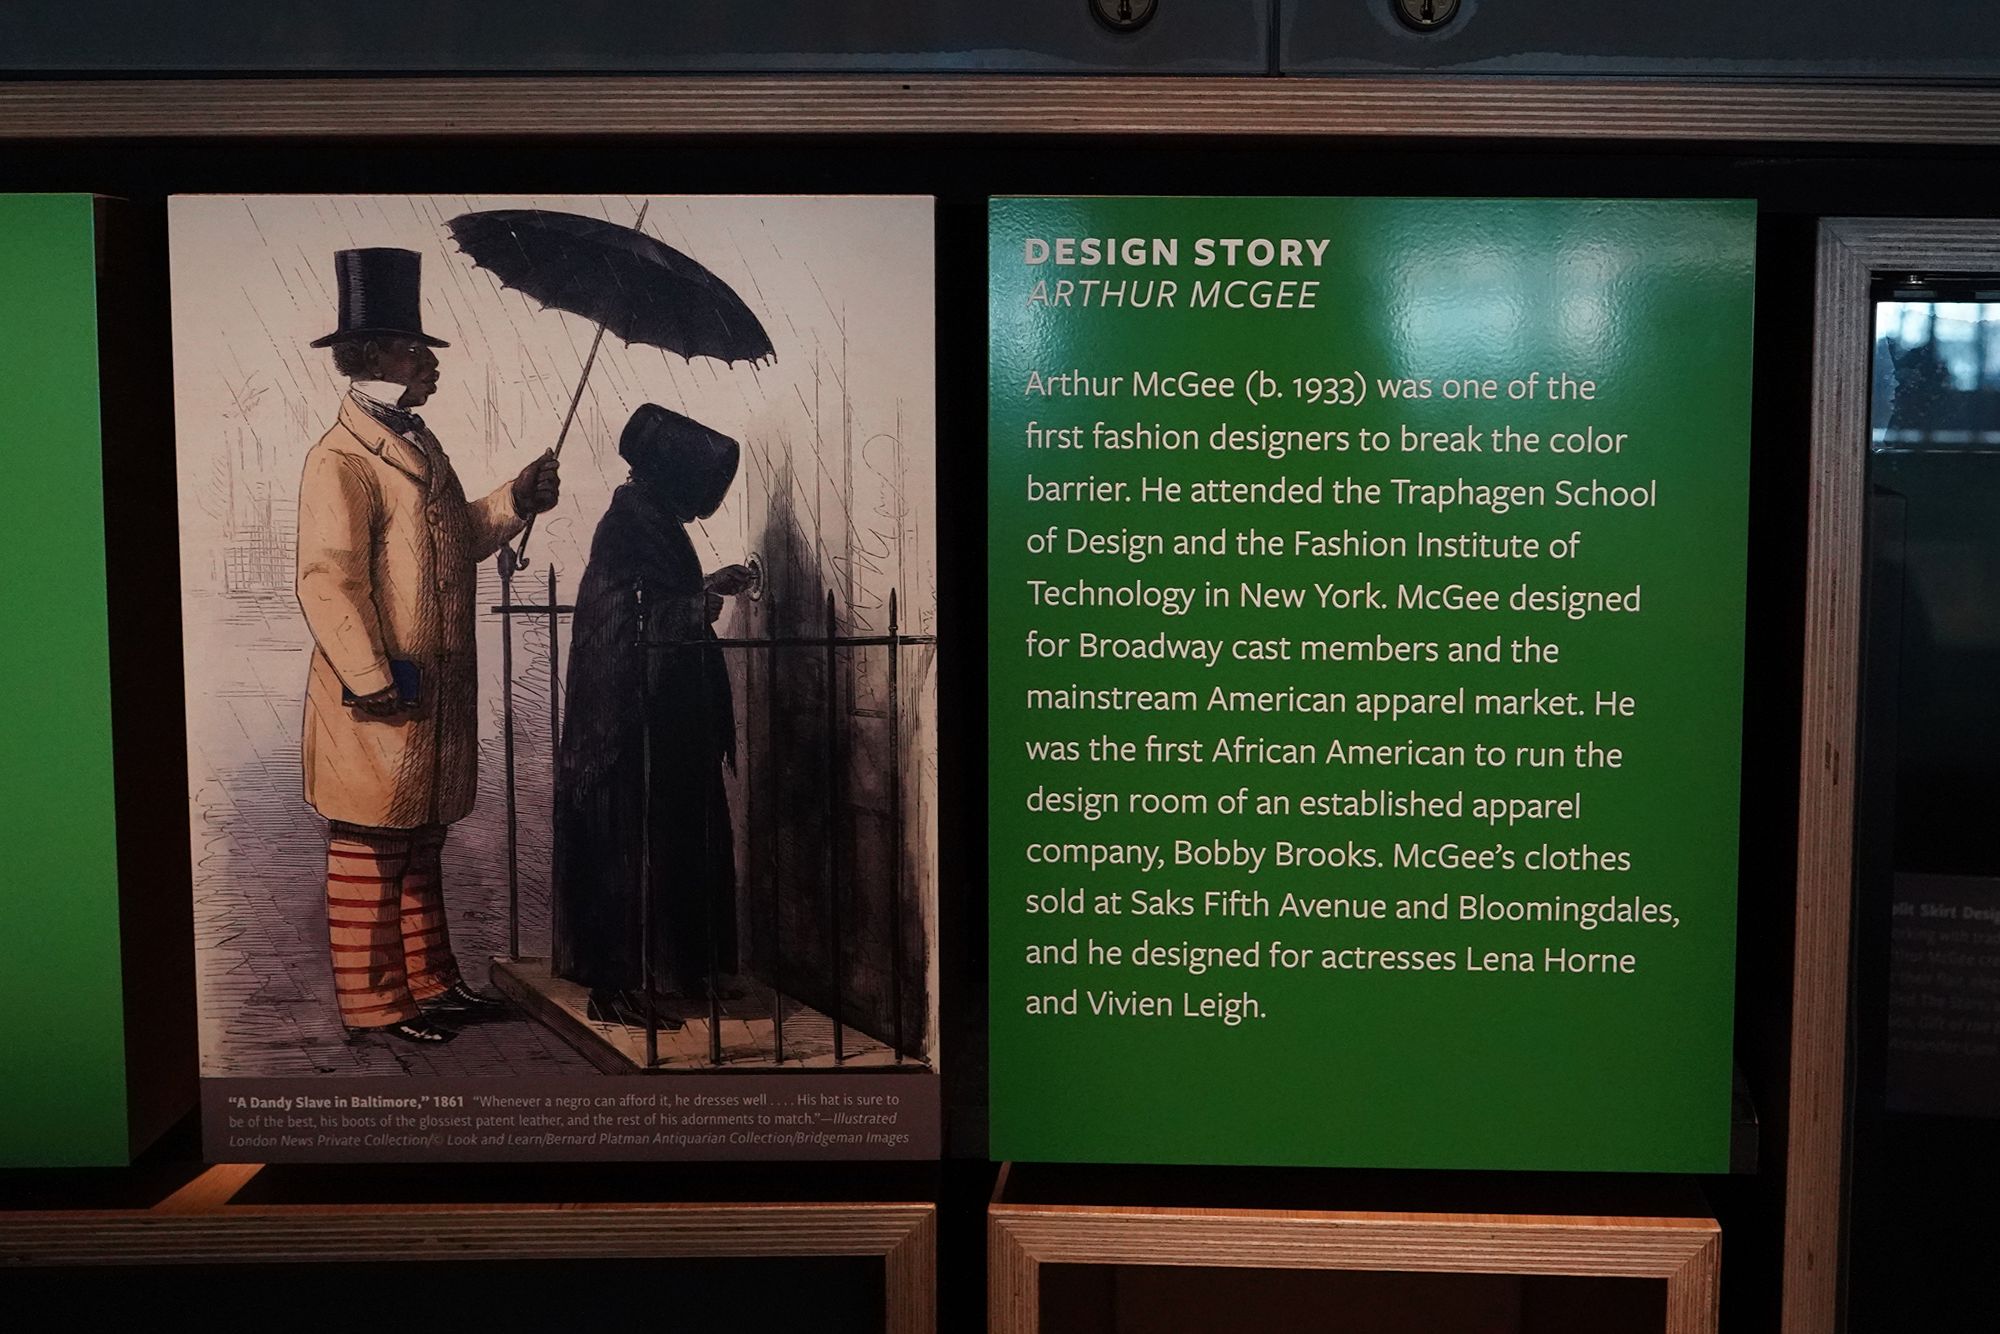 "A Dandy Slave in Baltimore," 1861 "Whenever a negro can afford it, he dresses well . . . . His hat is sure to
be of the best, his boots of the glossiest patent leather, and the rest of his adornments to match."—Illustrated
London News Private Collection/© Look and Learn/Bernard Platman Antiquarian Collection/Bridgeman Images
DESIGN STORY
ARTHUR MCGEE
Arthur McGee (b. 1933) was one of the
first fashion designers to break the color
barrier. He attended the Traphagen School
of Design and the Fashion Institute of
Technology in New York. McGee designed
for Broadway cast members and the
mainstream American apparel market. He
was the first African American to run the
design room of an established apparel
company, Bobby Brooks. McGee's clothes
sold at Saks Fifth Avenue and Bloomingdales,
and he designed for actresses Lena Horne
and Vivien Leigh.
Skirt
with
McGee